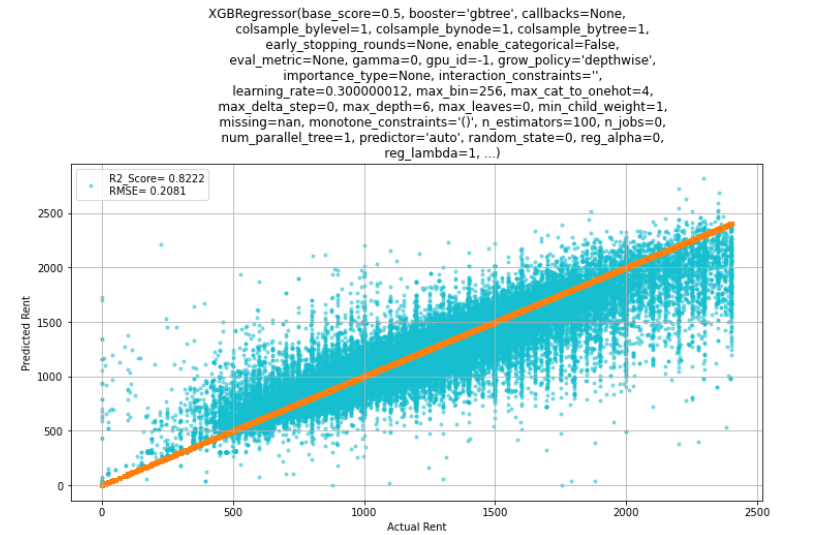 XGBRegressor(base_score=0.5, booster='gbtree', callbacks=None,
colsample_bylevel=1, colsample_bynode=1, colsample_bytree=1,
early_stopping_rounds=None, enable_categorical=False,
eval_metric=None, gamma=0, gpu_id=-1, grow_policy='depthwise',
importance_type=None, interaction_constraints='',
learning_rate=0.300000012, max_bin=256, max_cat_to_onehot=4,
max_delta_step=0, max_depth=6, max_leaves=0, min_child_weight=1,
missing=nan, monotone_constraints='()', n_estimators=100, n_jobs=0,
num_parallel_tree=1, predictor='auto', random_state=0, reg_alpha=0,
reg_lambda=1, ...)
R2_Score= 0.8222
RMSE= 0.2081
Predicted Rent
2500
2000
1500
1000
500
0
0 500 1000 1500 2000 2500
Actual Rent